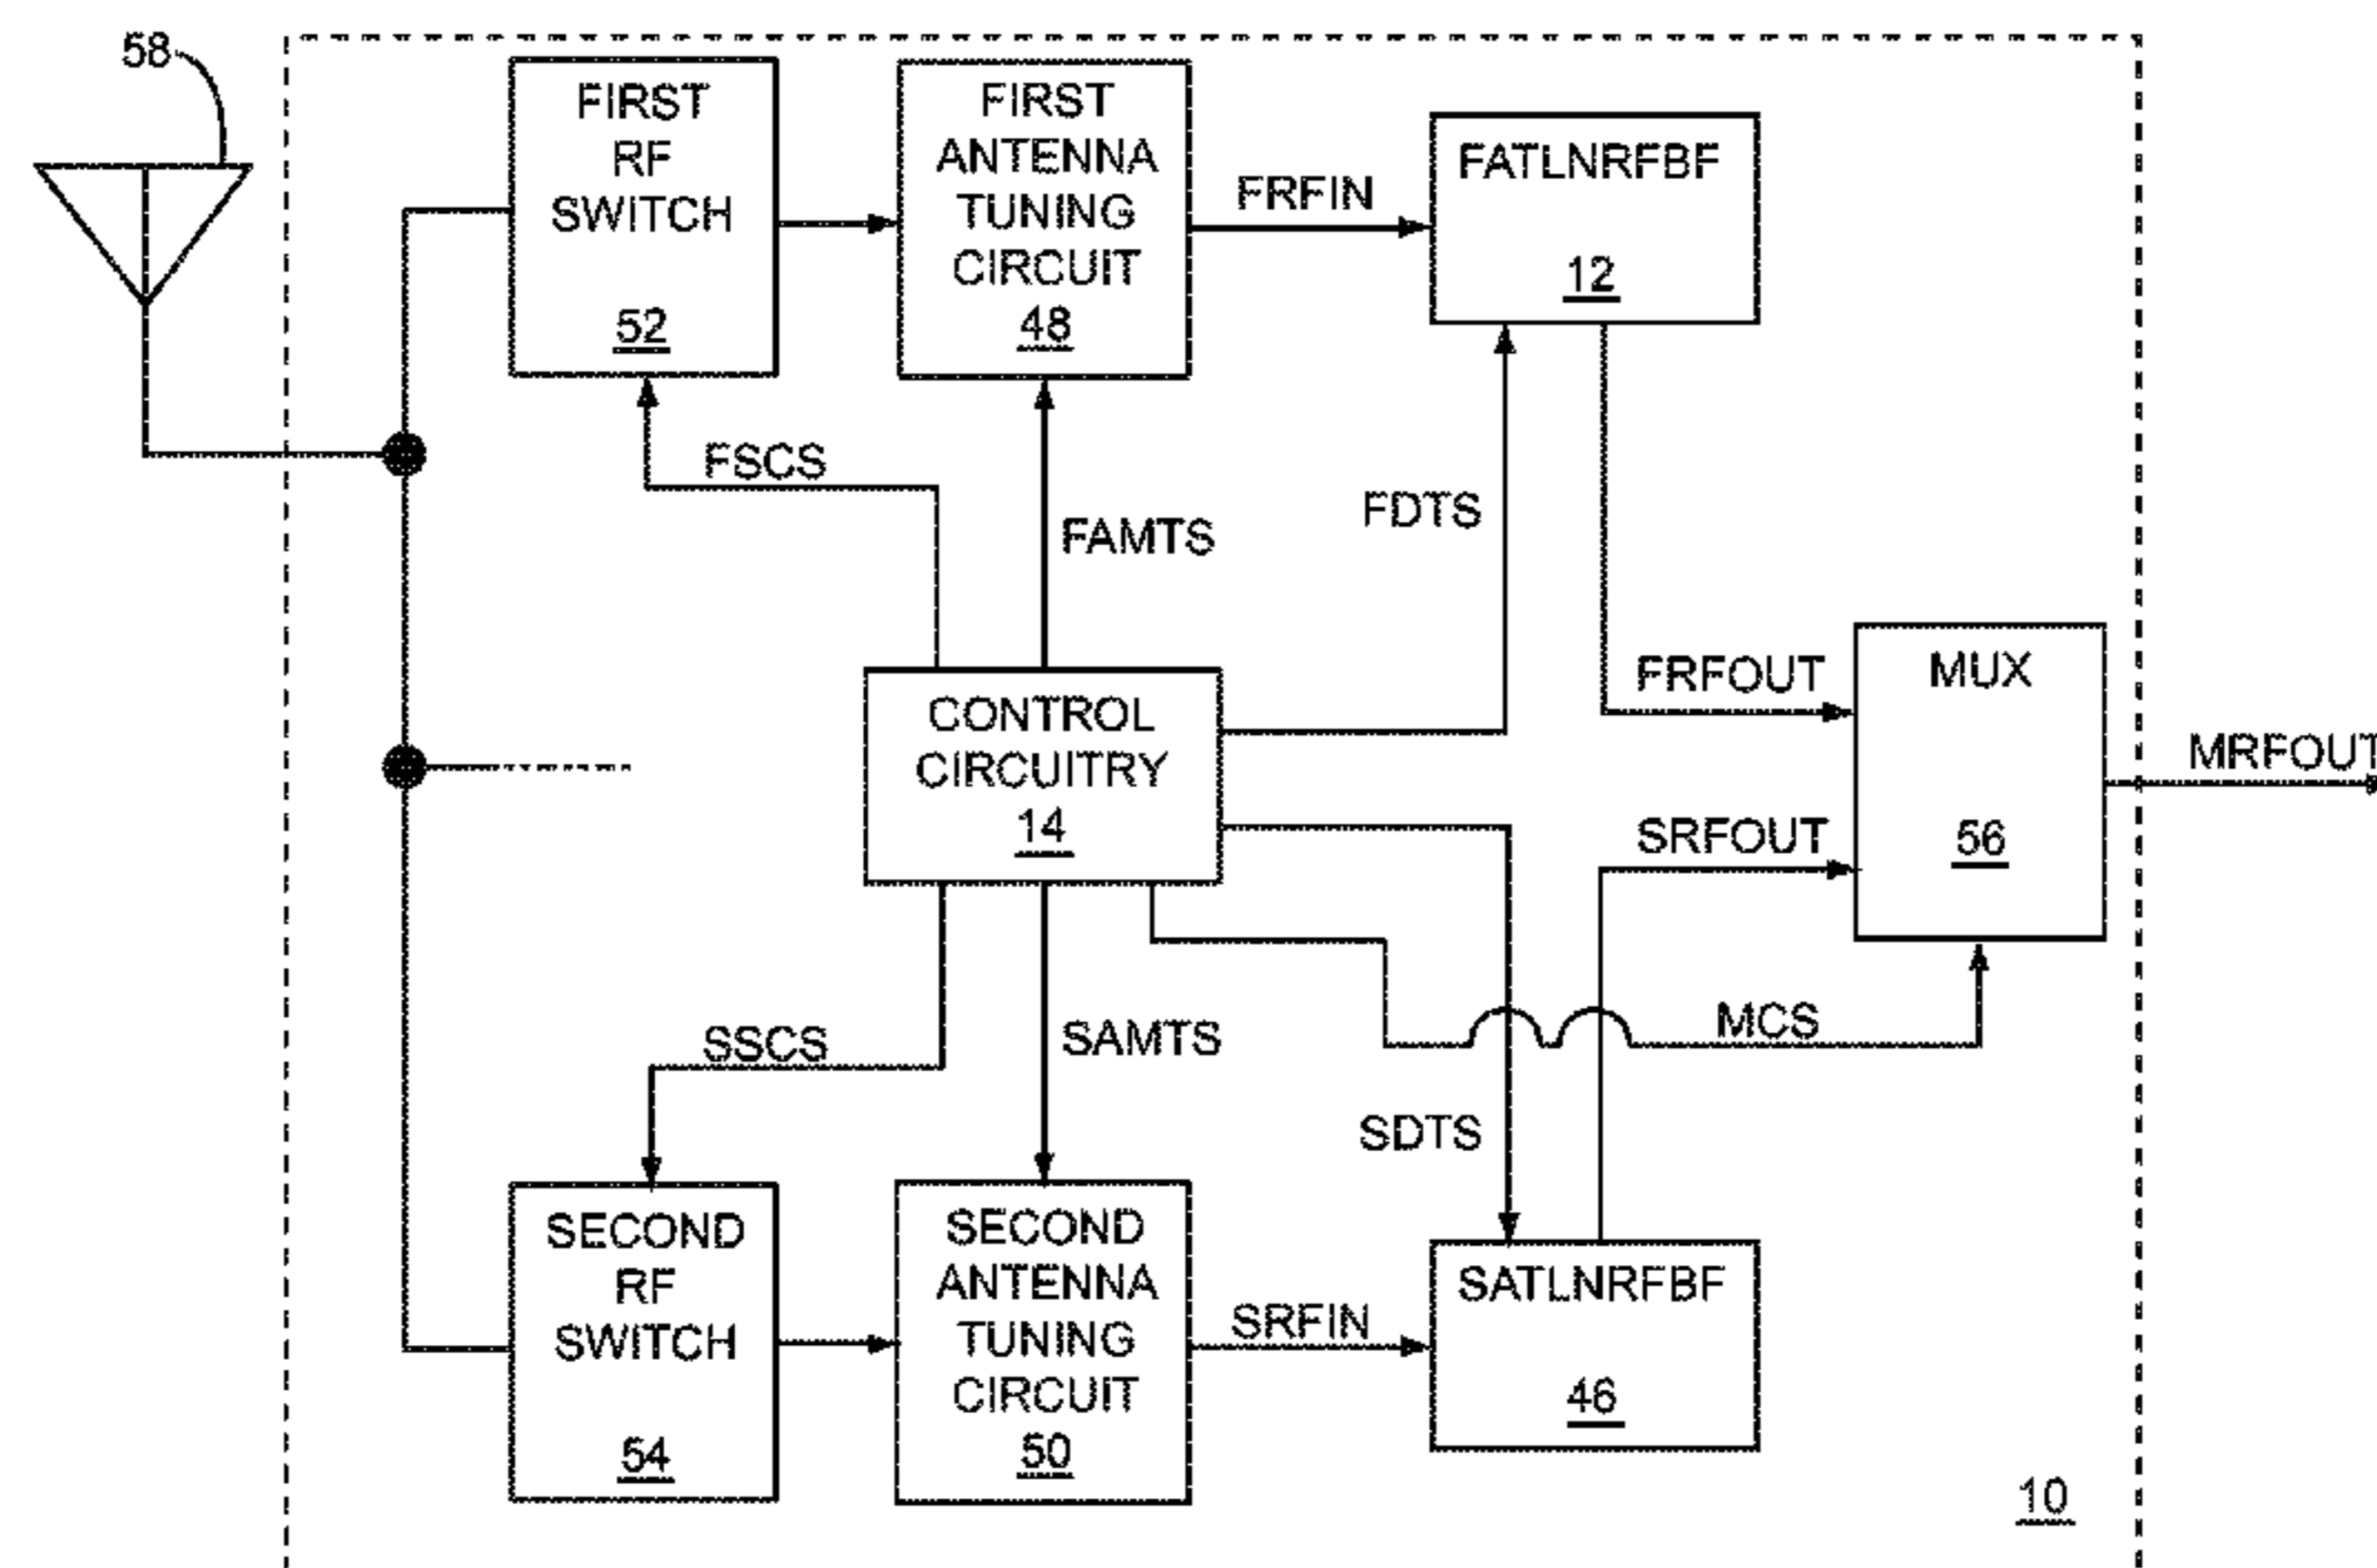 58
FIRST
RF
SWITCH
52
FIRST
ANTENNA
TUNING
CIRCUIT
48
FRFIN
FATLNRFBF
12
FSCS
FAMTS
FDTS
CONTROL
CIRCUITRY
14
FRFOUT
SRFOUT
MUX
56
MRFOUT
SSCS
SAMTS
MCS
SDTS
SECOND
RF
SWITCH
54
SECOND
ANTENNA
TUNING
CIRCUIT
50
SRFIN
SATLNRFBF
46
10